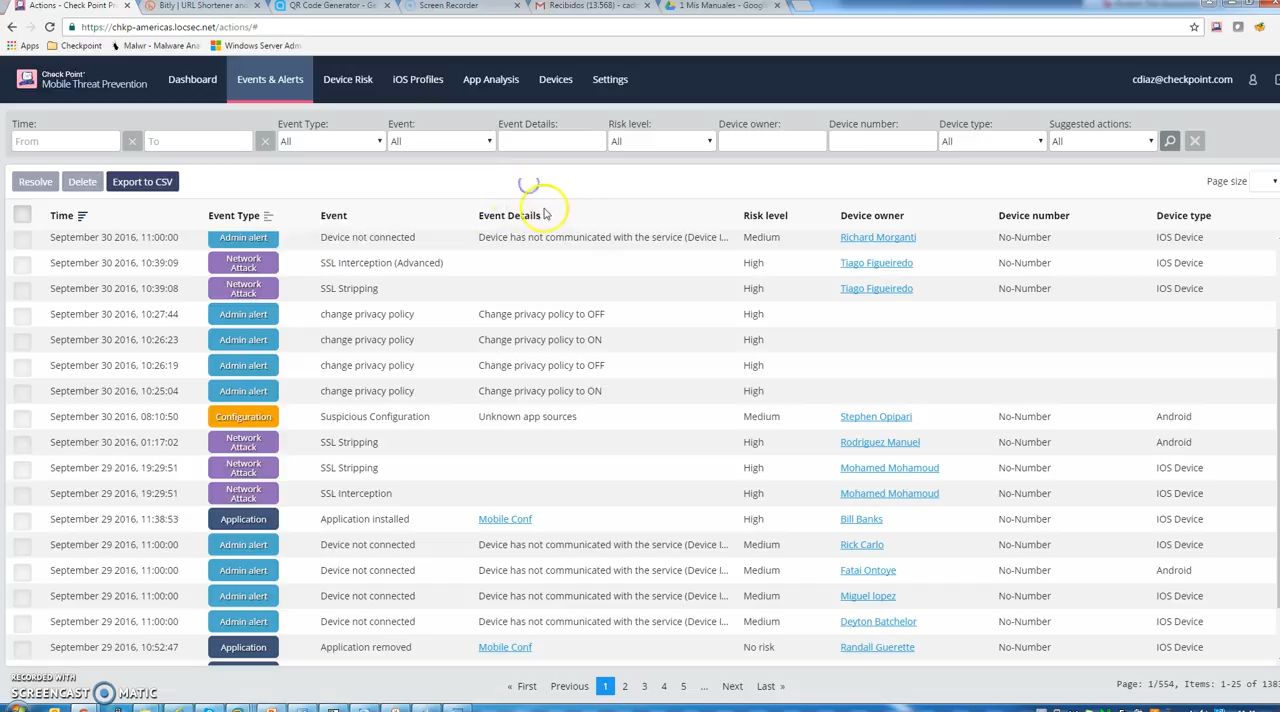 Actions - Check Point × Bitly | URL Shortener and × QR Code Generator - Fr × Screen Recorder × Recibidos (13.568) - cad × 1 Mis Manuales - Goog ×
https://chkp-americas.locsec.net/actions/#
Apps Checkpoint Malwr - Malware Ana Windows Server Adm
Check Point
Mobile Threat Prevention Dashboard Events & Alerts Device Risk iOS Profiles App Analysis Devices Settings cdiaz@checkpoint.com
Time: Event Type: Event: Event Details: Risk level: Device owner: Device number: Device type: Suggested actions:
From To All All All All All
Resolve Delete Export to CSV Page size
Time Event Type Event Event Details Risk level Device owner Device number Device type
September 30 2016, 11:00:00 Admin alert Device not connected Device has not communicated with the service (Device I... Medium Richard Morganti No-Number IOS Device
September 30 2016, 10:39:09 Network Attack SSL Interception (Advanced) High Tiago Figueiredo No-Number IOS Device
September 30 2016, 10:39:08 Network Attack SSL Stripping High Tiago Figueiredo No-Number IOS Device
September 30 2016, 10:27:44 Admin alert change privacy policy Change privacy policy to OFF High
September 30 2016, 10:26:23 Admin alert change privacy policy Change privacy policy to ON High
September 30 2016, 10:26:19 Admin alert change privacy policy Change privacy policy to OFF High
September 30 2016, 10:25:04 Admin alert change privacy policy Change privacy policy to ON High
September 30 2016, 08:10:50 Configuration Suspicious Configuration Unknown app sources Medium Stephen Opipari No-Number Android
September 30 2016, 01:17:02 Network Attack SSL Stripping High Rodriguez Manuel No-Number Android
September 29 2016, 19:29:51 Network Attack SSL Stripping High Mohamed Mohamoud No-Number IOS Device
September 29 2016, 19:29:51 Network Attack SSL Interception High Mohamed Mohamoud No-Number IOS Device
September 29 2016, 11:38:53 Application Application installed Mobile Conf High Bill Banks No-Number IOS Device
September 29 2016, 11:00:00 Admin alert Device not connected Device has not communicated with the service (Device I... Medium Rick Carlo No-Number IOS Device
September 29 2016, 11:00:00 Admin alert Device not connected Device has not communicated with the service (Device I... Medium Fatai Ontoye No-Number Android
September 29 2016, 11:00:00 Admin alert Device not connected Device has not communicated with the service (Device I... Medium Miguel lopez No-Number IOS Device
September 29 2016, 11:00:00 Admin alert Device not connected Device has not communicated with the service (Device I... Medium Deyton Batchelor No-Number IOS Device
September 29 2016, 10:52:47 Application Application removed Mobile Conf No risk Randall Guerette No-Number IOS Device
RECORDED WITH
SCREENCAST MATIC
« First Previous 1 2 3 4 5 ... Next Last » Page: 1/554, Items: 1-25 of 1383